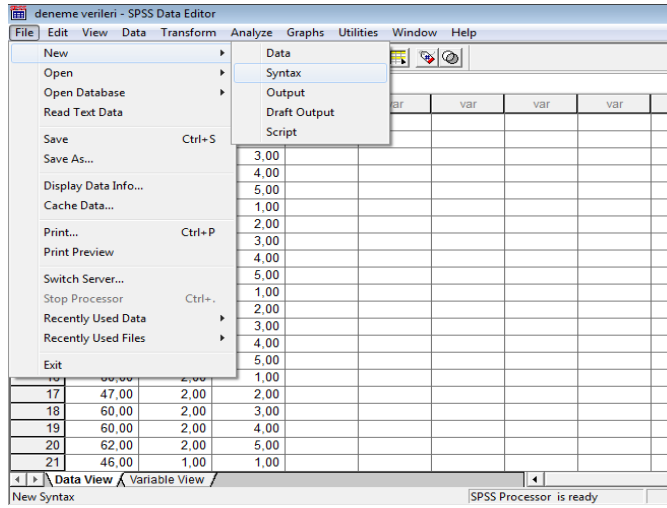 deneme verileri - SPSS Data Editor
File Edit View Data Transform Analyze Graphs Utilities Window Help
New Data
Open Syntax
Open Database Output
Read Text Data Draft Output
Save Ctrl+S Script
var var var var
Save As... 3,00
4,00
Display Data Info... 5,00
Cache Data... 1,00
2,00
Print... Ctrl+P 3,00
Print Preview 4,00
Switch Server... 5,00
Stop Processor Ctrl+. 1,00
Recently Used Data 2,00
3,00
Recently Used Files 4,00
Exit 5,00
2,00 1,00
17 47,00 2,00 2,00
18 60,00 2,00 3,00
19 60,00 2,00 4,00
20 62,00 2,00 5,00
21 46,00 1,00 1,00
Data View Variable View
New Syntax SPSS Processor is ready